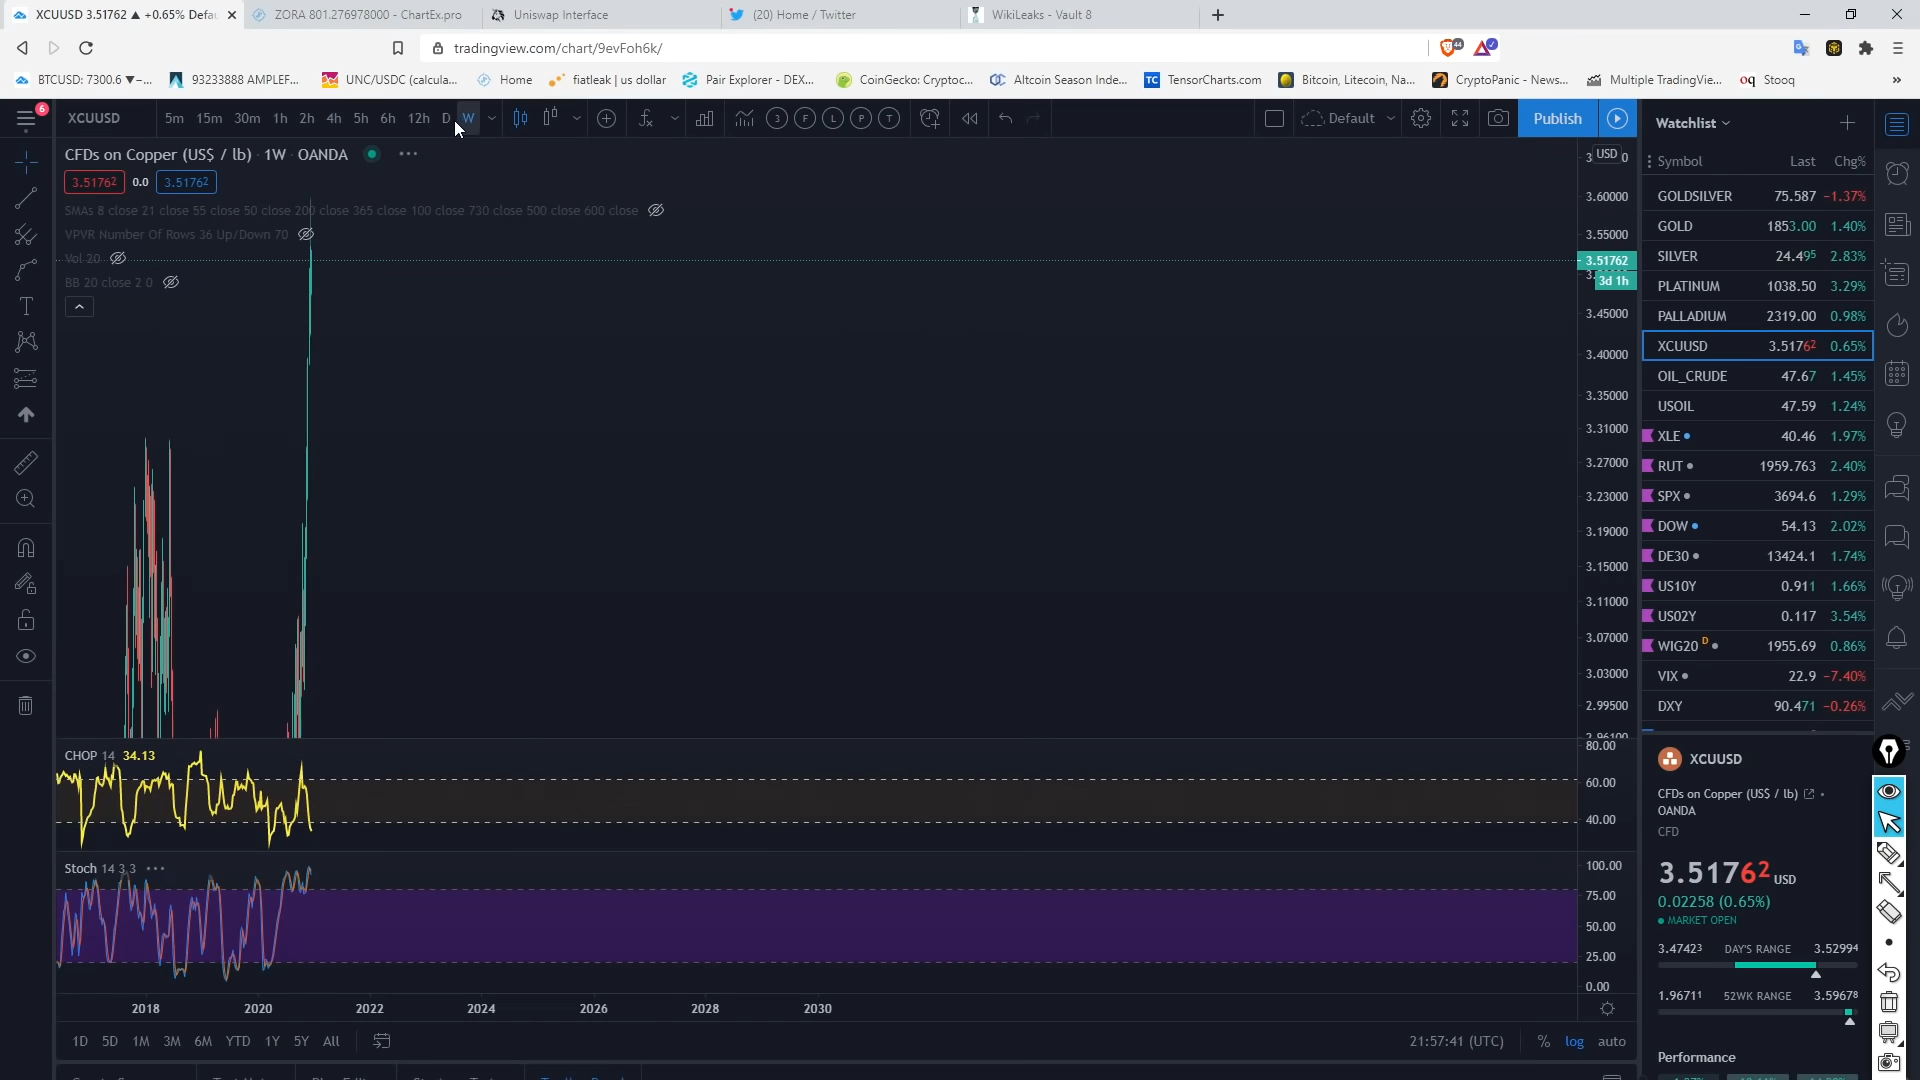 XCUUSD 3.51762 ▲ +0.65% Defau
ZORA 801.276978000 - ChartEx.pro
Uniswap Interface
(20) Home / Twitter
WikiLeaks - Vault 8
tradingview.com/chart/9evFoh6k/
44
BTCUSD: 7300.6 ▼−...
93233888 AMPLEF...
UNC/USDC (calcula...
Home
fiatleak | us dollar
Pair Explorer - DEX...
CoinGecko: Cryptoc...
Altcoin Season Inde...
TC TensorCharts.com
Bitcoin, Litecoin, Na...
CryptoPanic - News...
Multiple TradingVie...
oq Stooq
»
6
XCUUSD 5m 15m 30m 1h 2h 4h 5h 6h 12h D W
3 F L P T
Default
Publish
CFDs on Copper (US$ / lb) · 1W · OANDA
3.51762 0.0 3.51762
SMAs 8 close 21 close 55 close 50 close 200 close 365 close 100 close 730 close 500 close 600 close
VPVR Number Of Rows 36 Up/Down 70
Vol 20
BB 20 close 2 0
USD
3.60000
3.55000
3.51762
3d 1h
3.45000
3.40000
3.35000
3.31000
3.27000
3.23000
3.19000
3.15000
3.11000
3.07000
3.03000
2.99500
2.96100
CHOP 14 34.13
80.00
60.00
40.00
Stoch 14 3 3
100.00
75.00
50.00
25.00
0.00
2018 2020 2022 2024 2026 2028 2030
1D 5D 1M 3M 6M YTD 1Y 5Y All
21:57:41 (UTC) % log auto
Watchlist
Symbol Last Chg%
GOLDSILVER 75.587 −1.37%
GOLD 1853.00 1.40%
SILVER 24.495 2.83%
PLATINUM 1038.50 3.29%
PALLADIUM 2319.00 0.98%
XCUUSD 3.51762 0.65%
OIL_CRUDE 47.67 1.45%
USOIL 47.59 1.24%
XLE 40.46 1.97%
RUT 1959.763 2.40%
SPX 3694.6 1.29%
DOW 54.13 2.02%
DE30 13424.1 1.74%
US10Y 0.911 1.66%
US02Y 0.117 3.54%
WIG20 D 1955.69 0.86%
VIX 22.9 −7.40%
DXY 90.471 −0.26%
XCUUSD
CFDs on Copper (US$ / lb)
OANDA
CFD
3.51762 USD
0.02258 (0.65%)
MARKET OPEN
3.47423 DAY'S RANGE 3.52994
1.96711 52WK RANGE 3.59678
Performance